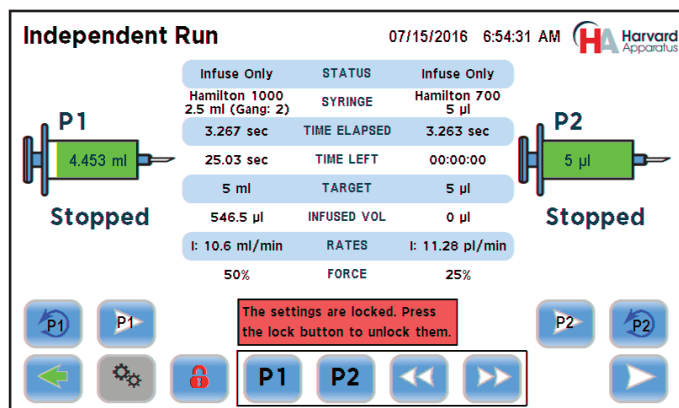 Independent Run
07/15/2016 6:54:31 AM
HA Harvard
Apparatus
Infuse Only STATUS Infuse Only
Hamilton 1000
2.5 ml (Gang: 2) SYRINGE Hamilton 700
5 µl
3.267 sec TIME ELAPSED 3.263 sec
25.03 sec TIME LEFT 00:00:00
5 ml TARGET 5 µl
546.5 µl INFUSED VOL 0 µl
I: 10.6 ml/min RATES I: 11.28 pl/min
50% FORCE 25%
P1
4.453 ml
Stopped
P2
5 µl
Stopped
P1
P1
The settings are locked. Press
the lock button to unlock them.
P2
P2
P1
P2